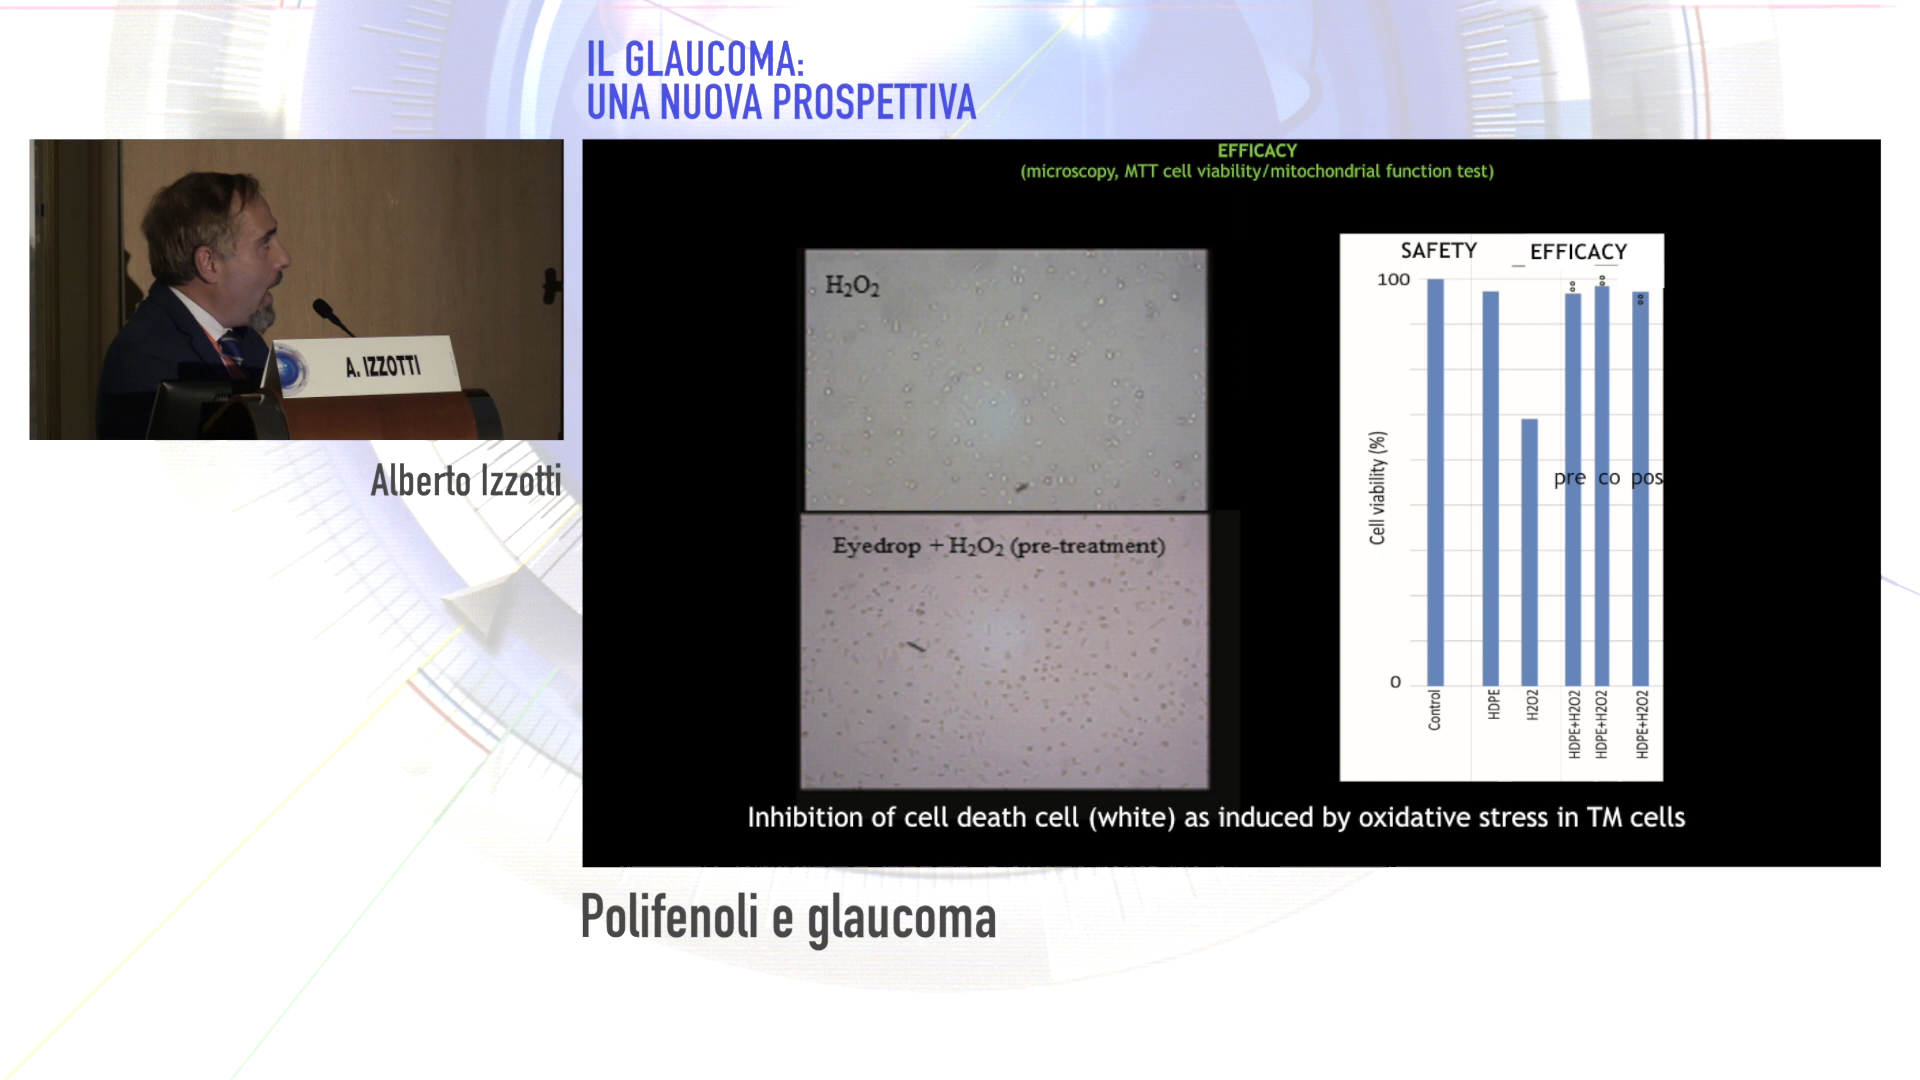 IL GLAUCOMA:
UNA NUOVA PROSPETTIVA
A. IZZOTTI
Alberto Izzotti
EFFICACY
(microscopy, MTT cell viability/mitochondrial function test)
H₂O₂
Eyedrop + H₂O₂ (pre-treatment)
SAFETY
EFFICACY
100
0
Cell viability (%)
pre co pos
Control
HDPE
H2O2
HDPE+H2O2
HDPE+H2O2
HDPE+H2O2
Inhibition of cell death cell (white) as induced by oxidative stress in TM cells
Polifenoli e glaucoma